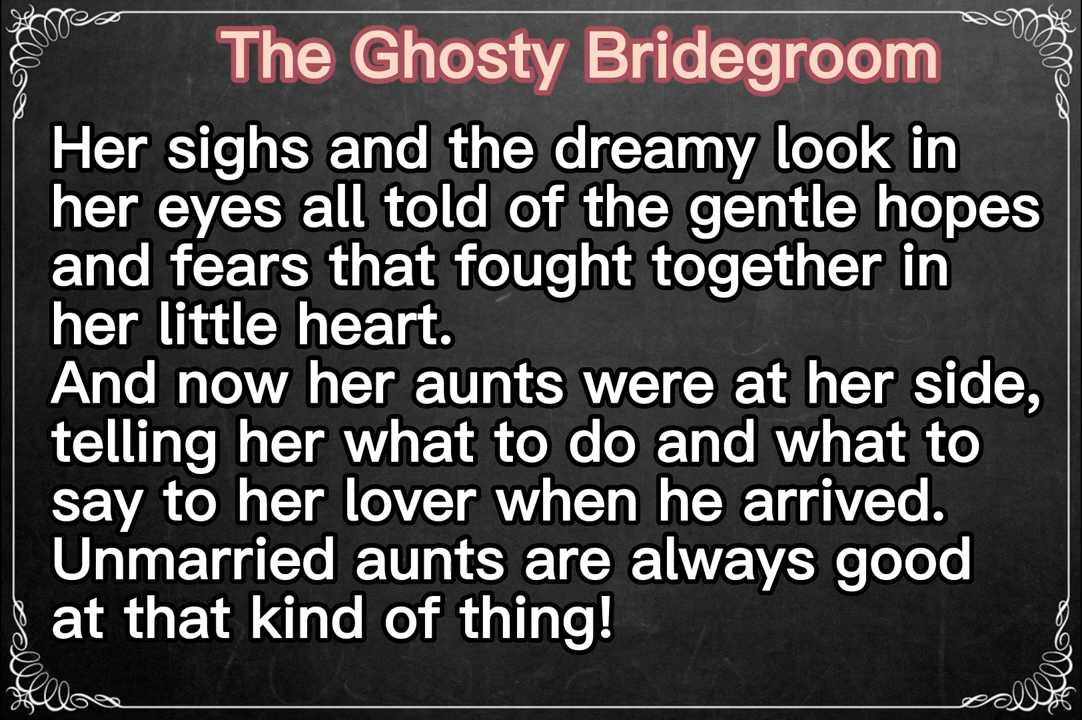 The Ghosty Bridegroom
Her sighs and the dreamy look in
her eyes all told of the gentle hopes
and fears that fought together in
her little heart.
And now her aunts were at her side,
telling her what to do and what to
say to her lover when he arrived.
Unmarried aunts are always good
at that kind of thing!